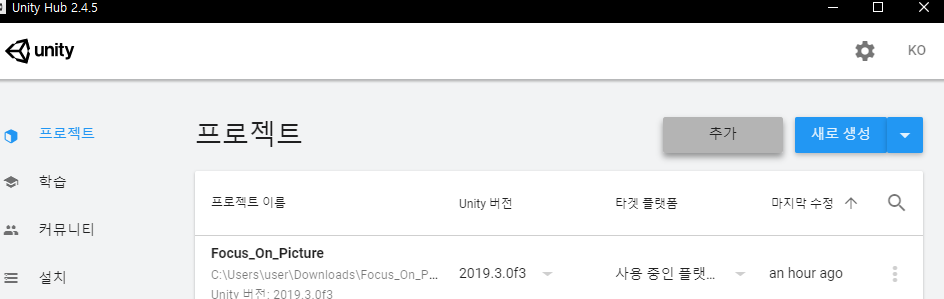 Unity Hub 2.4.5
unity
KO
프로젝트
프로젝트
추가
새로 생성
학습
프로젝트 이름
Unity 버전
타겟 플랫폼
마지막 수정
커뮤니티
Focus_On_Picture
설치
C:\Users\user\Downloads\Focus_On_P...
2019.3.0f3
사용 중인 플랫...
an hour ago
Unity 버전: 2019.3.0f3